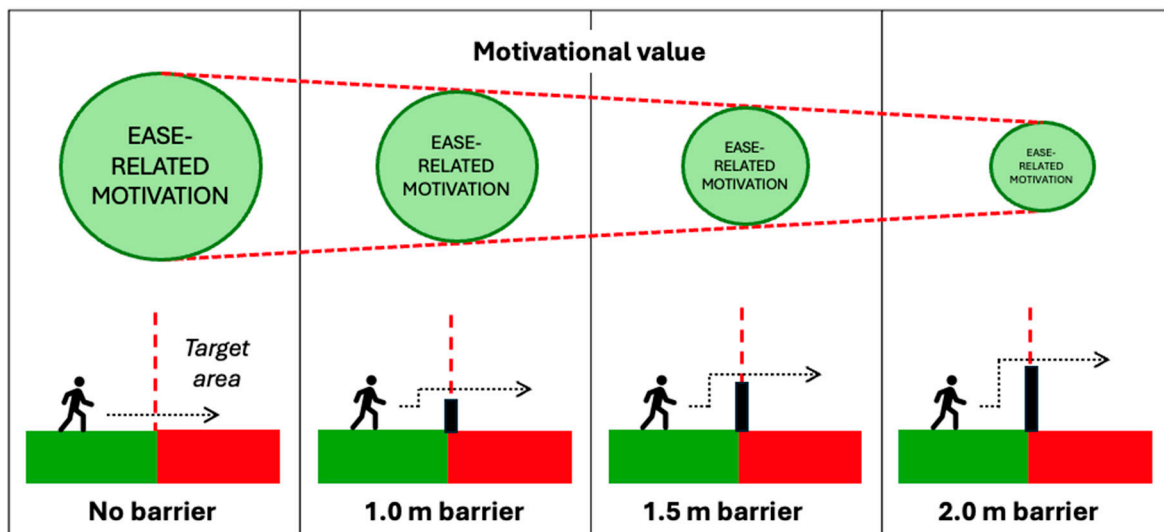 Motivational value
EASE-
RELATED
MOTIVATION
EASE-
RELATED
MOTIVATION
EASE-
RELATED
MOTIVATION
EASE-
RELATED
MOTIVATION
Target
area
No barrier
1.0 m barrier
1.5 m barrier
2.0 m barrier